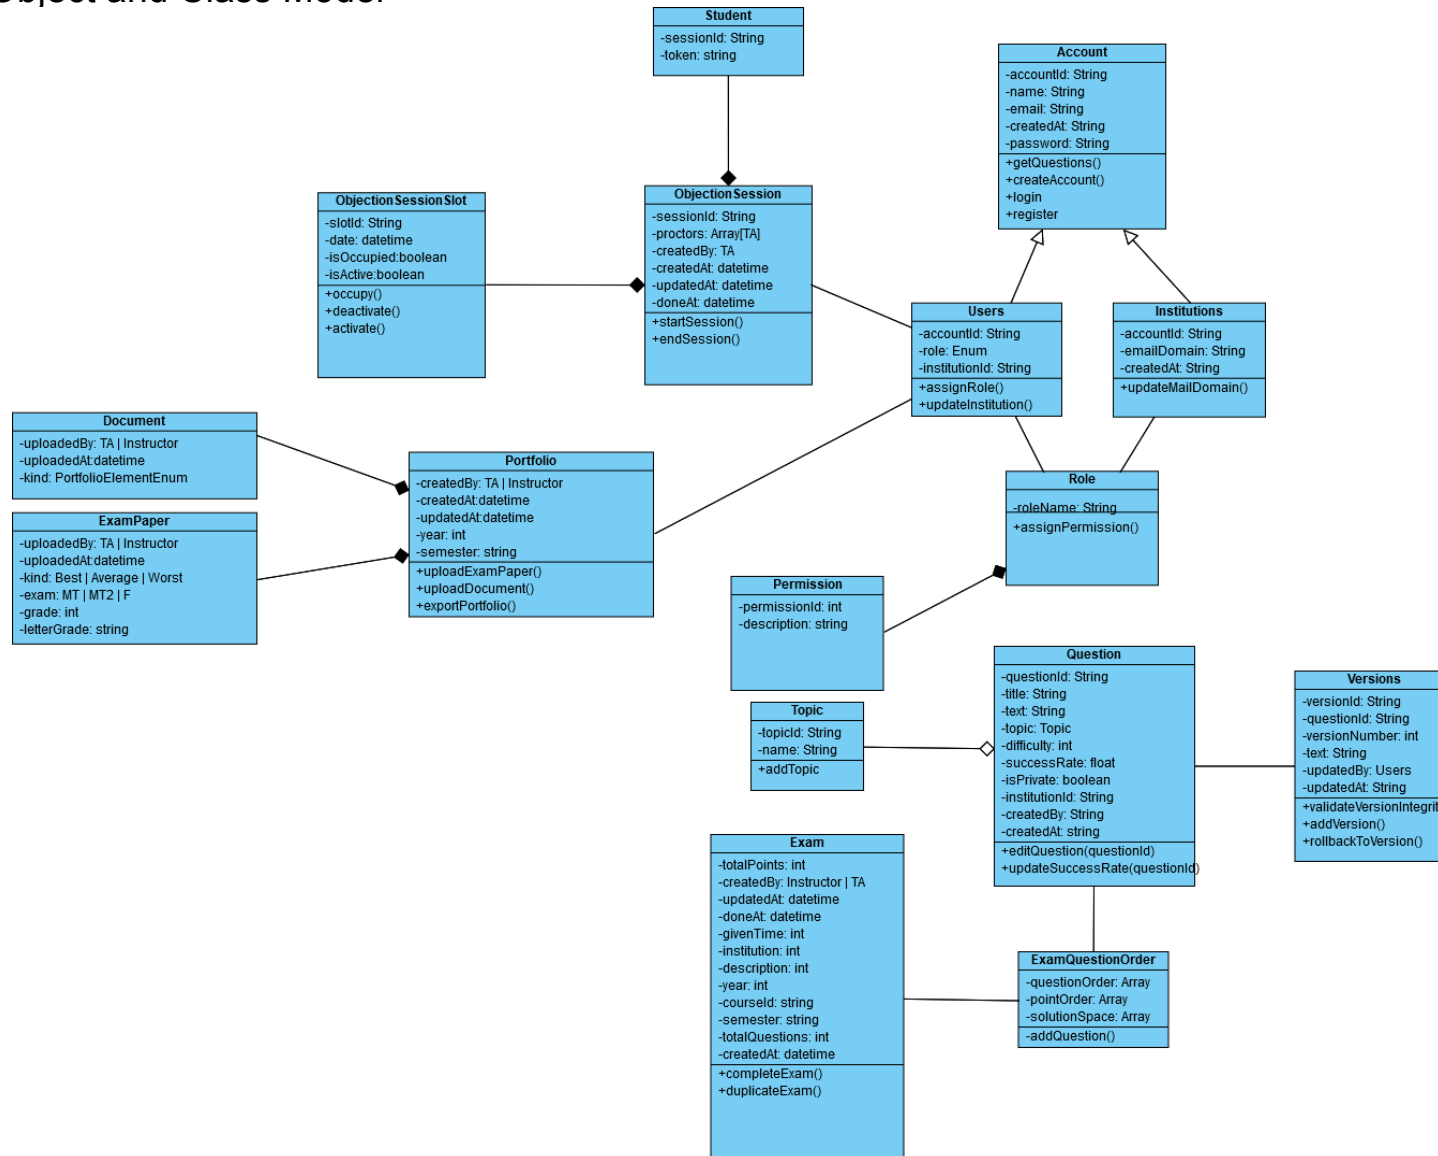 Object and Class Model
Student
-sessionId: String
-token: string
Account
-accountId: String
-name: String
-email: String
-createdAt: String
-password: String
+getQuestions()
+createAccount()
+login
+register
ObjectionSessionSlot
-slotId: String
-date: datetime
-isOccupied:boolean
-isActive:boolean
+occupy()
+deactivate()
+activate()
ObjectionSession
-sessionId: String
-proctors: Array[TA]
-createdBy: TA
-createdAt: datetime
-updatedAt: datetime
-doneAt: datetime
+startSession()
+endSession()
Users
-accountId: String
-role: Enum
-institutionId: String
+assignRole()
+updateInstitution()
Institutions
-accountId: String
-emailDomain: String
-createdAt: String
+updateMailDomain()
Document
-uploadedBy: TA | Instructor
-uploadedAt:datetime
-kind: PortfolioElementEnum
Portfolio
-createdBy: TA | Instructor
-createdAt:datetime
-updatedAt:datetime
-year: int
-semester: string
+uploadExamPaper()
+uploadDocument()
+exportPortfolio()
Role
-roleName: String
+assignPermission()
ExamPaper
-uploadedBy: TA | Instructor
-uploadedAt:datetime
-kind: Best | Average | Worst
-exam: MT | MT2 | F
-grade: int
-letterGrade: string
Permission
-permissionId: int
-description: string
Question
-questionId: String
-title: String
-text: String
-topic: Topic
-difficulty: int
-successRate: float
-isPrivate: boolean
-institutionId: String
-createdBy: String
-createdAt: string
+editQuestion(questionId)
+updateSuccessRate(questionId)
Versions
-versionId: String
-questionId: String
-versionNumber: int
-text: String
-updatedBy: Users
-updatedAt: String
+validateVersionIntegrit
+addVersion()
+rollbackToVersion()
Topic
-topicId: String
-name: String
+addTopic
Exam
-totalPoints: int
-createdBy: Instructor | TA
-updatedAt: datetime
-doneAt: datetime
-givenTime: int
-institution: int
-description: int
-year: int
-courseId: string
-semester: string
-totalQuestions: int
-createdAt: datetime
+completeExam()
+duplicateExam()
ExamQuestionOrder
-questionOrder: Array
-pointOrder: Array
-solutionSpace: Array
-addQuestion()